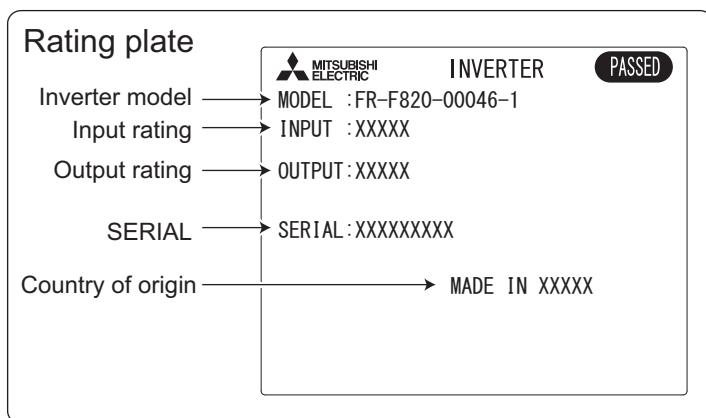 Rating plate
MITSUBISHI
ELECTRIC
INVERTER
PASSED
Inverter model
MODEL :FR-F820-00046-1
Input rating
INPUT :XXXXX
Output rating
OUTPUT:XXXXX
SERIAL
SERIAL:XXXXXXXXX
Country of origin
MADE IN XXXXX